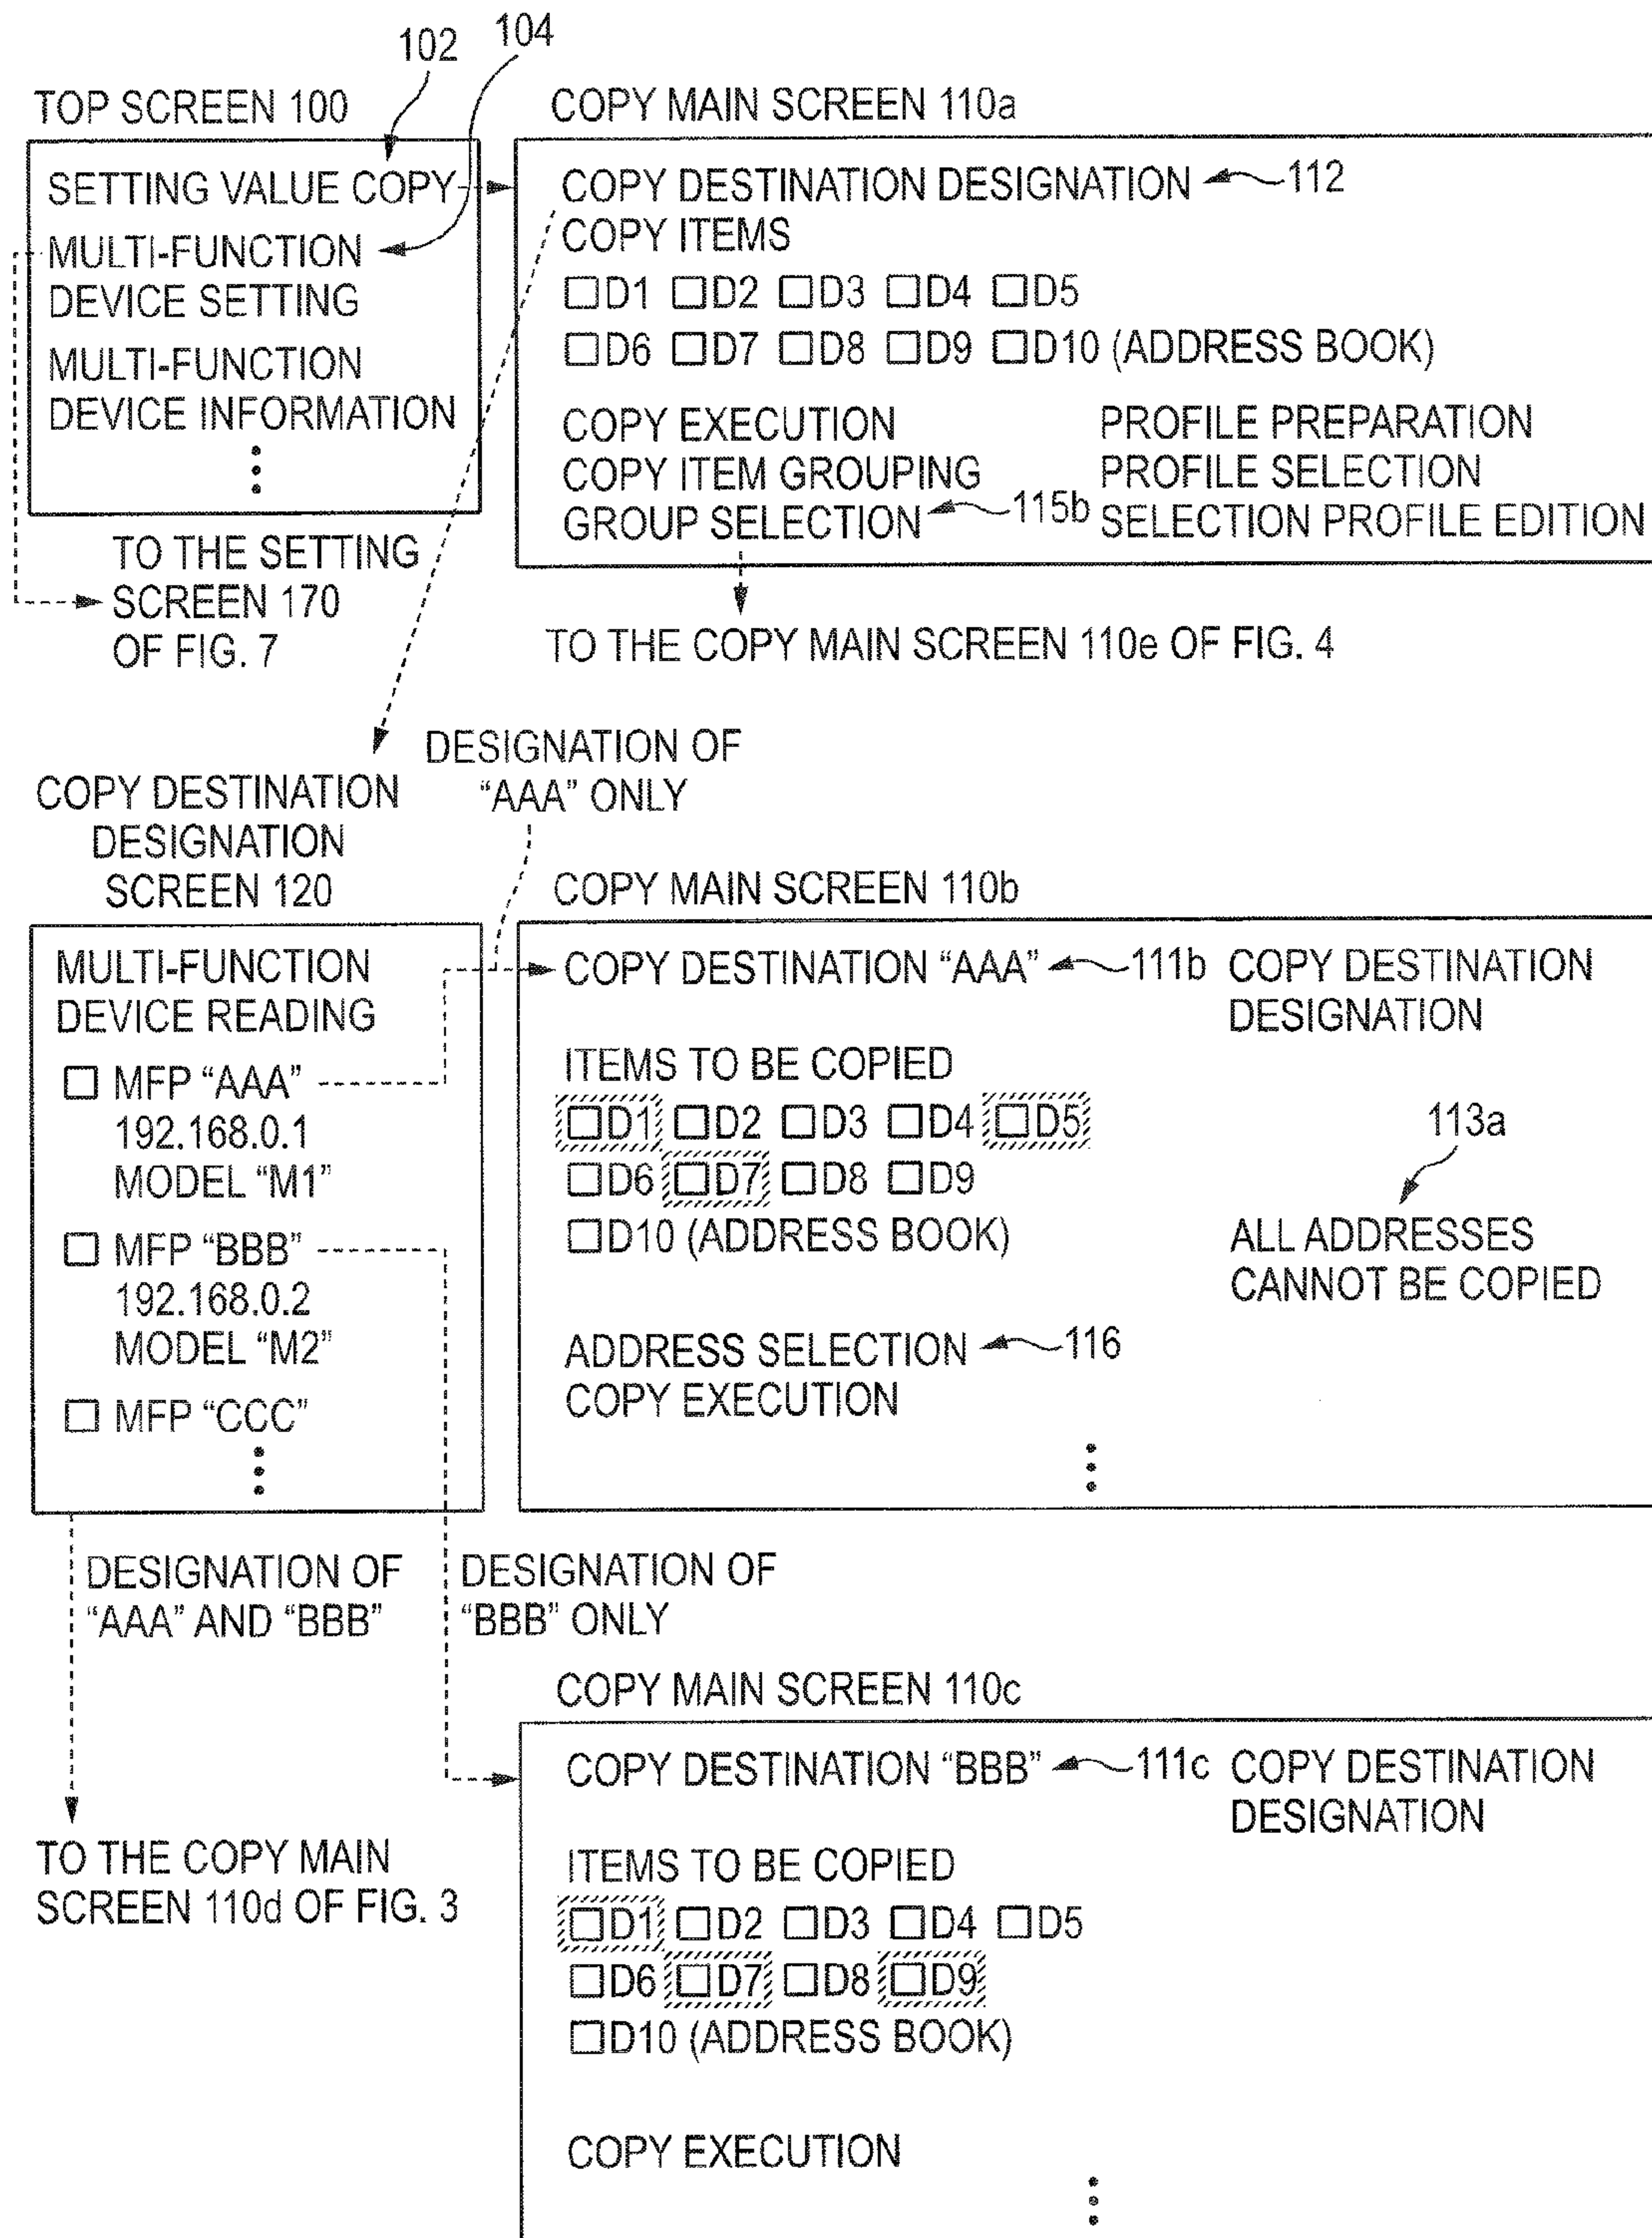 102
104
TOP SCREEN 100
SETTING VALUE COPY
MULTI-FUNCTION
DEVICE SETTING
MULTI-FUNCTION
DEVICE INFORMATION
TO THE SETTING
SCREEN 170
OF FIG. 7
COPY MAIN SCREEN 110a
COPY DESTINATION DESIGNATION 112
COPY ITEMS
☐D1 ☐D2 ☐D3 ☐D4 ☐D5
☐D6 ☐D7 ☐D8 ☐D9 ☐D10 (ADDRESS BOOK)
COPY EXECUTION PROFILE PREPARATION
COPY ITEM GROUPING PROFILE SELECTION
GROUP SELECTION 115b SELECTION PROFILE EDITION
TO THE COPY MAIN SCREEN 110e OF FIG. 4
DESIGNATION OF
“AAA” ONLY
COPY DESTINATION
DESIGNATION
SCREEN 120
MULTI-FUNCTION
DEVICE READING
☐ MFP “AAA”
192.168.0.1
MODEL “M1”
☐ MFP “BBB”
192.168.0.2
MODEL “M2”
☐ MFP “CCC”
COPY MAIN SCREEN 110b
COPY DESTINATION “AAA” 111b COPY DESTINATION
DESIGNATION
ITEMS TO BE COPIED
☐D1 ☐D2 ☐D3 ☐D4 ☐D5
☐D6 ☐D7 ☐D8 ☐D9
☐D10 (ADDRESS BOOK)
113a
ALL ADDRESSES
CANNOT BE COPIED
ADDRESS SELECTION 116
COPY EXECUTION
DESIGNATION OF
“AAA” AND “BBB”
DESIGNATION OF
“BBB” ONLY
TO THE COPY MAIN
SCREEN 110d OF FIG. 3
COPY MAIN SCREEN 110c
COPY DESTINATION “BBB” 111c COPY DESTINATION
DESIGNATION
ITEMS TO BE COPIED
☐D1 ☐D2 ☐D3 ☐D4 ☐D5
☐D6 ☐D7 ☐D8 ☐D9
☐D10 (ADDRESS BOOK)
COPY EXECUTION